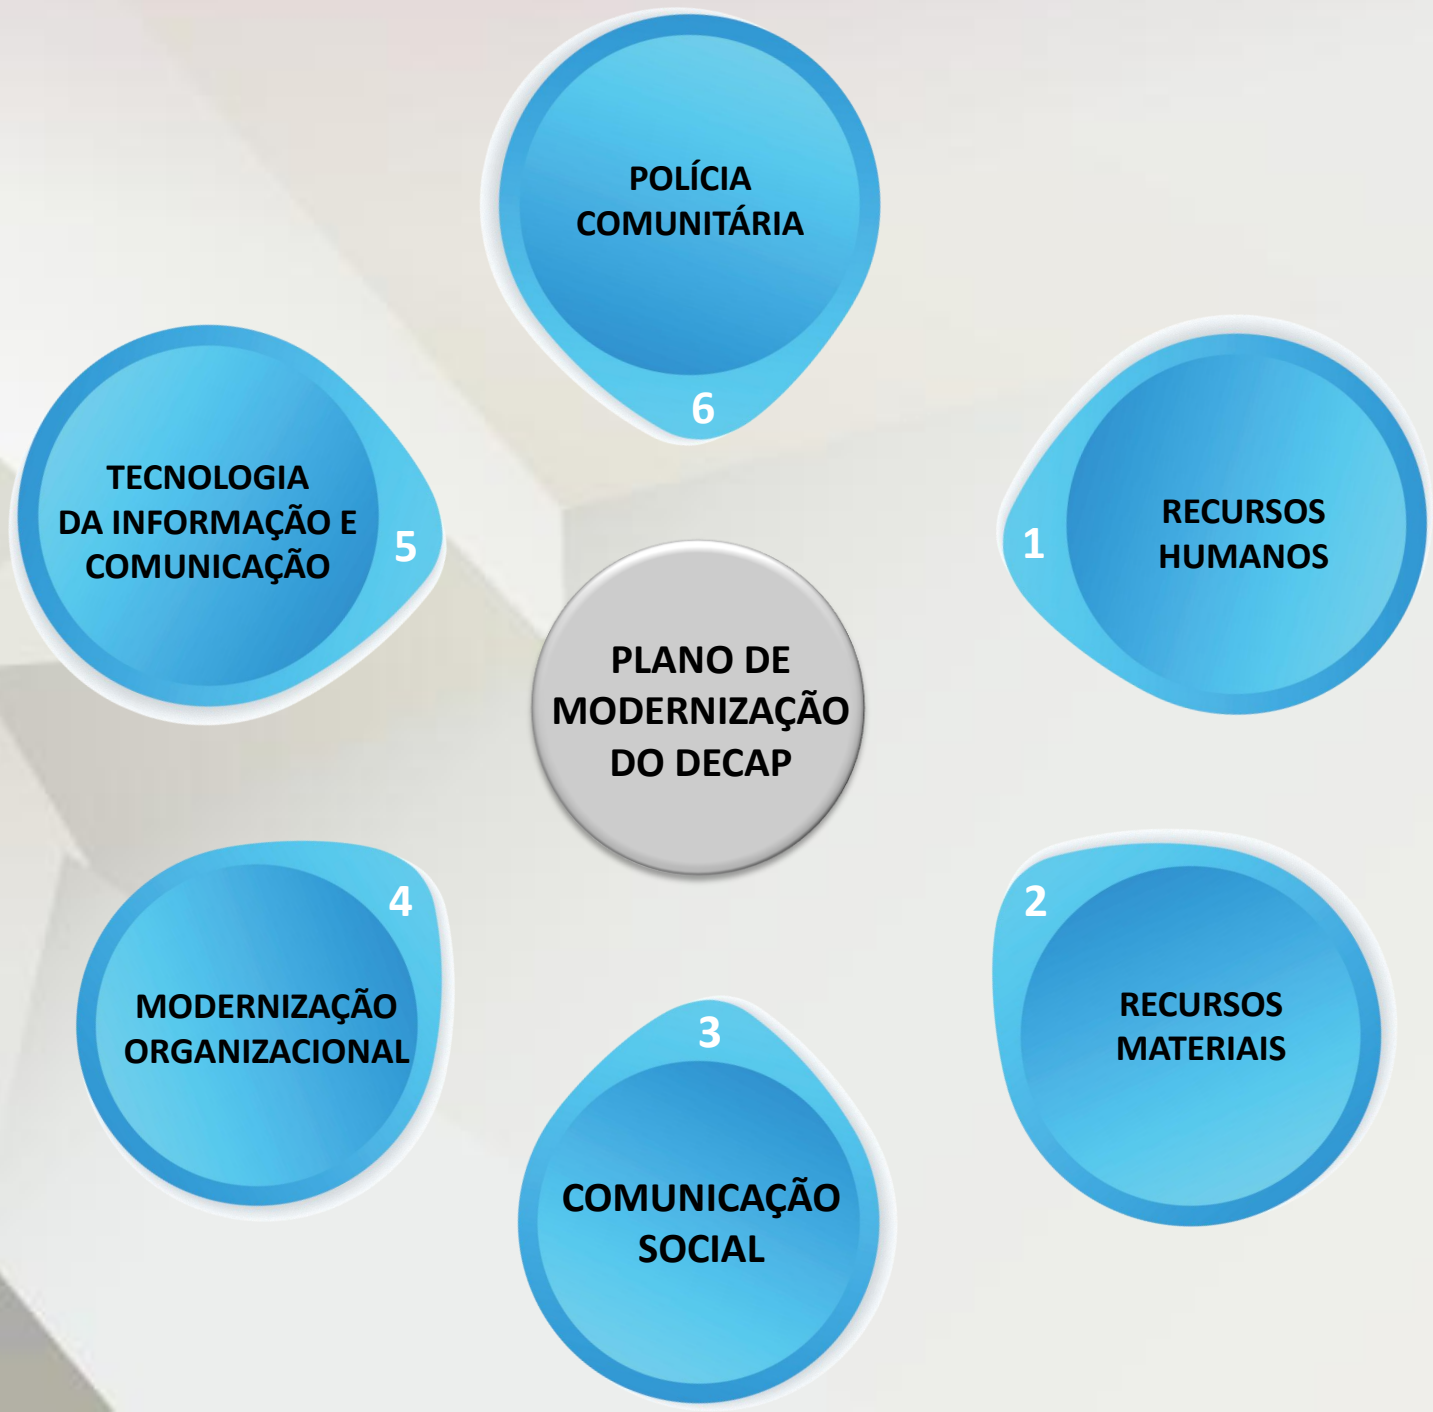 POLÍCIA
COMUNITÁRIA
6
TECNOLOGIA
DA INFORMAÇÃO E
COMUNICAÇÃO
5
1
RECURSOS
HUMANOS
PLANO DE
MODERNIZAÇÃO
DO DECAP
4
MODERNIZAÇÃO
ORGANIZACIONAL
2
RECURSOS
MATERIAIS
3
COMUNICAÇÃO
SOCIAL